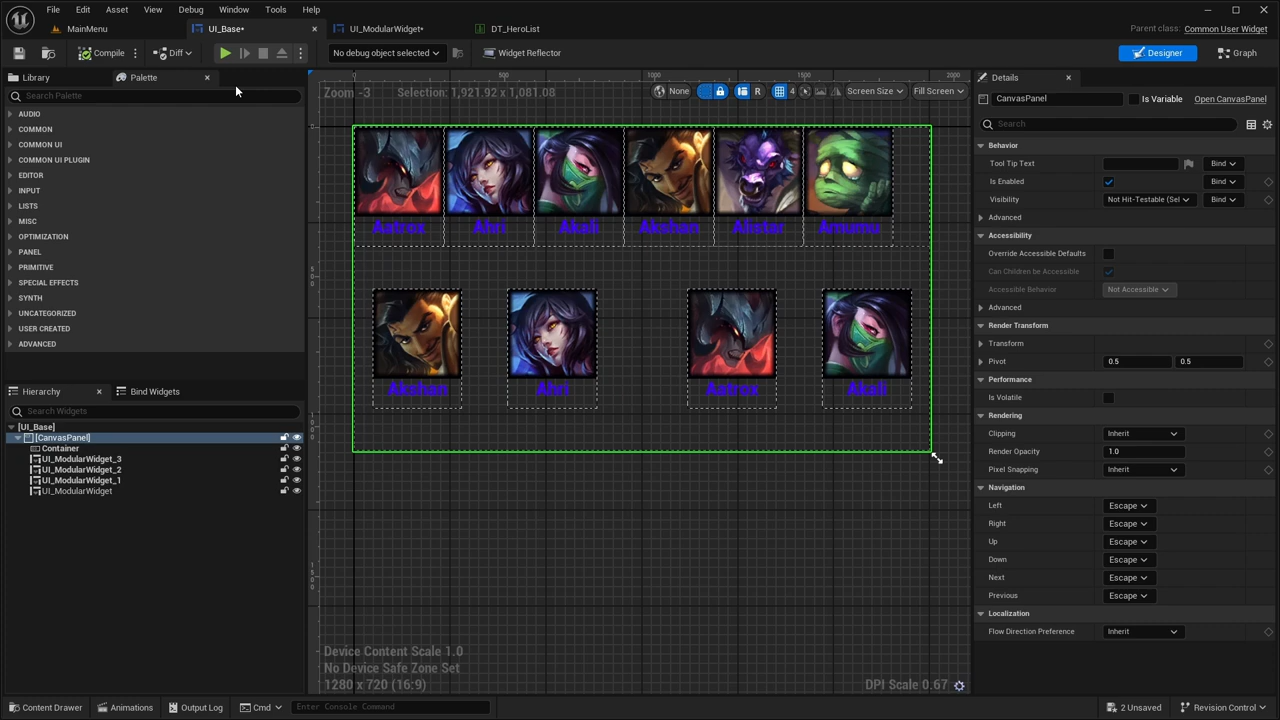 File Edit Asset View Debug Window Tools Help
MainMenu UI_Base* UI_ModularWidget* DT_HeroList Parent class: Common User Widget
Compile Diff No debug object selected Widget Reflector Designer Graph
Library Palette Details
Search Palette Zoom -3 Selection: 1,921.92 x 1,081.08 None R 4 Screen Size Fill Screen CanvasPanel Is Variable Open CanvasPanel
0 500 1000 1500 2000
Search
AUDIO
COMMON
COMMON UI
COMMON UI PLUGIN
EDITOR
INPUT
LISTS
MISC
OPTIMIZATION
PANEL
PRIMITIVE
SPECIAL EFFECTS
SYNTH
UNCATEGORIZED
USER CREATED
ADVANCED
Hierarchy Bind Widgets
Search Widgets
[UI_Base]
[CanvasPanel]
Container
UI_ModularWidget_3
UI_ModularWidget_2
UI_ModularWidget_1
UI_ModularWidget
0
500
1000
1500
Aatrox Ahri Akali Akshan Alistar Amumu
Akshan Ahri Aatrox Akali
Device Content Scale 1.0
No Device Safe Zone Set
1280 x 720 (16:9) DPI Scale 0.67
Behavior
Tool Tip Text Bind
Is Enabled Bind
Visibility Not Hit-Testable (Sel Bind
Advanced
Accessibility
Override Accessible Defaults
Can Children be Accessible
Accessible Behavior Not Accessible
Advanced
Render Transform
Transform
Pivot 0.5 0.5
Performance
Is Volatile
Rendering
Clipping Inherit
Render Opacity 1.0
Pixel Snapping Inherit
Navigation
Left Escape
Right Escape
Up Escape
Down Escape
Next Escape
Previous Escape
Localization
Flow Direction Preference Inherit
Content Drawer Animations Output Log Cmd Enter Console Command 2 Unsaved Revision Control